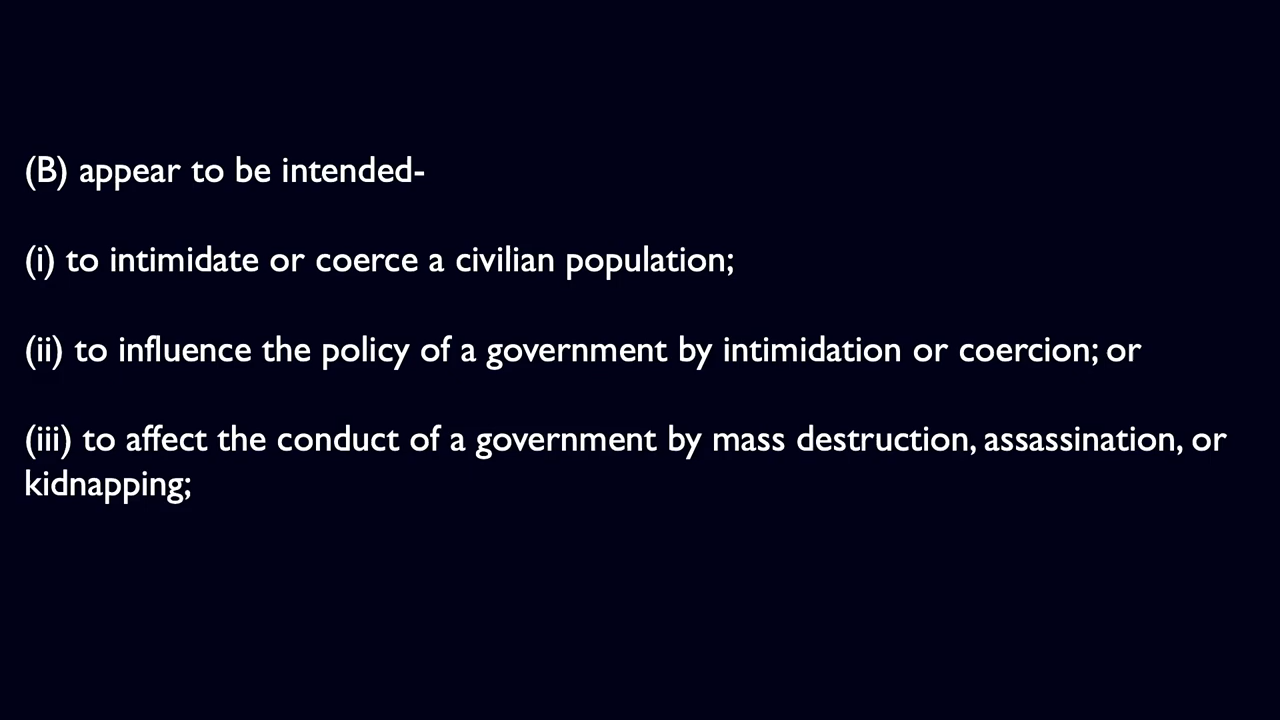 (B) appear to be intended-
(i) to intimidate or coerce a civilian population;
(ii) to influence the policy of a government by intimidation or coercion; or
(iii) to affect the conduct of a government by mass destruction, assassination, or
kidnapping;